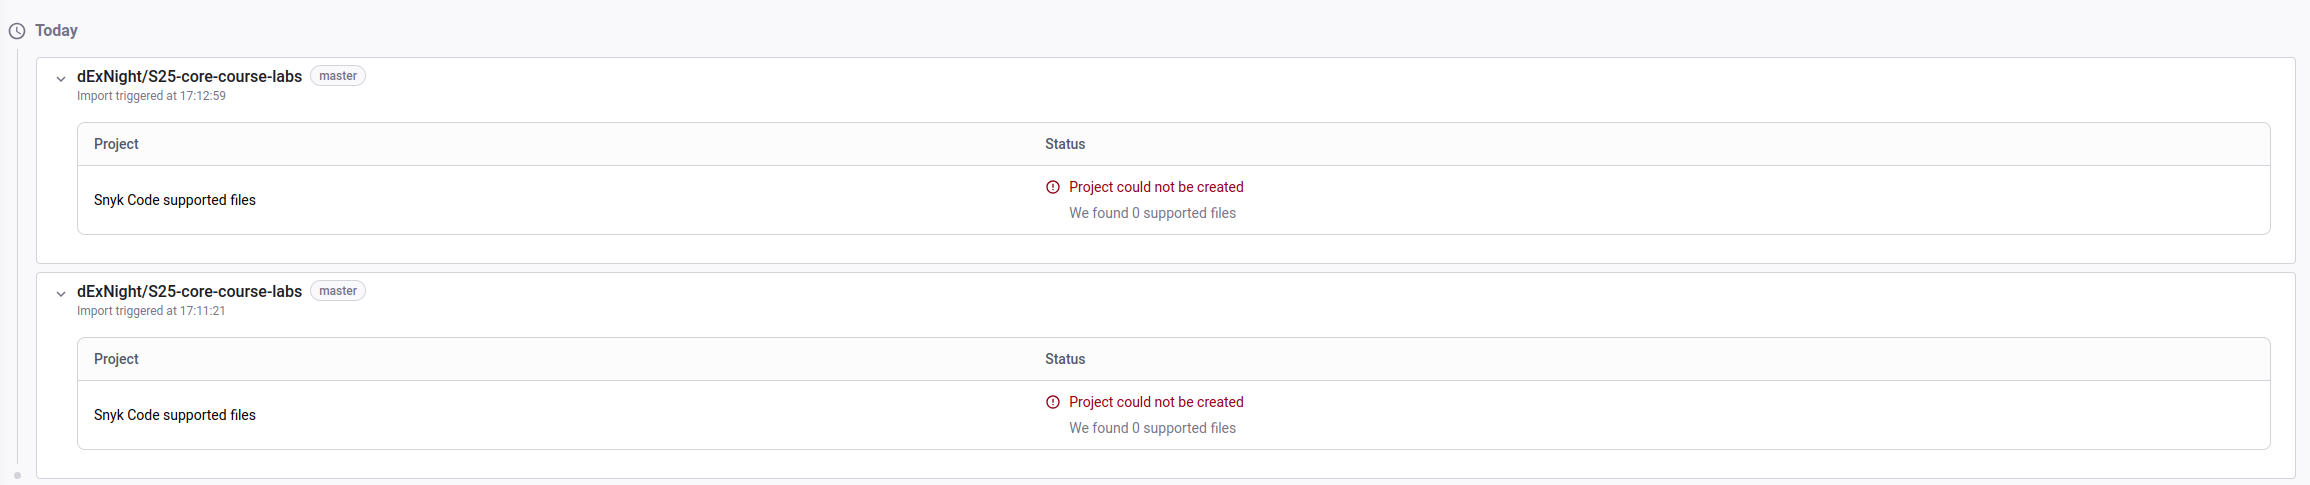 Today
dExNight/S25-core-course-labs master
Import triggered at 17:12:59
Project Status
Snyk Code supported files
Project could not be created
We found 0 supported files
dExNight/S25-core-course-labs master
Import triggered at 17:11:21
Project Status
Snyk Code supported files
Project could not be created
We found 0 supported files